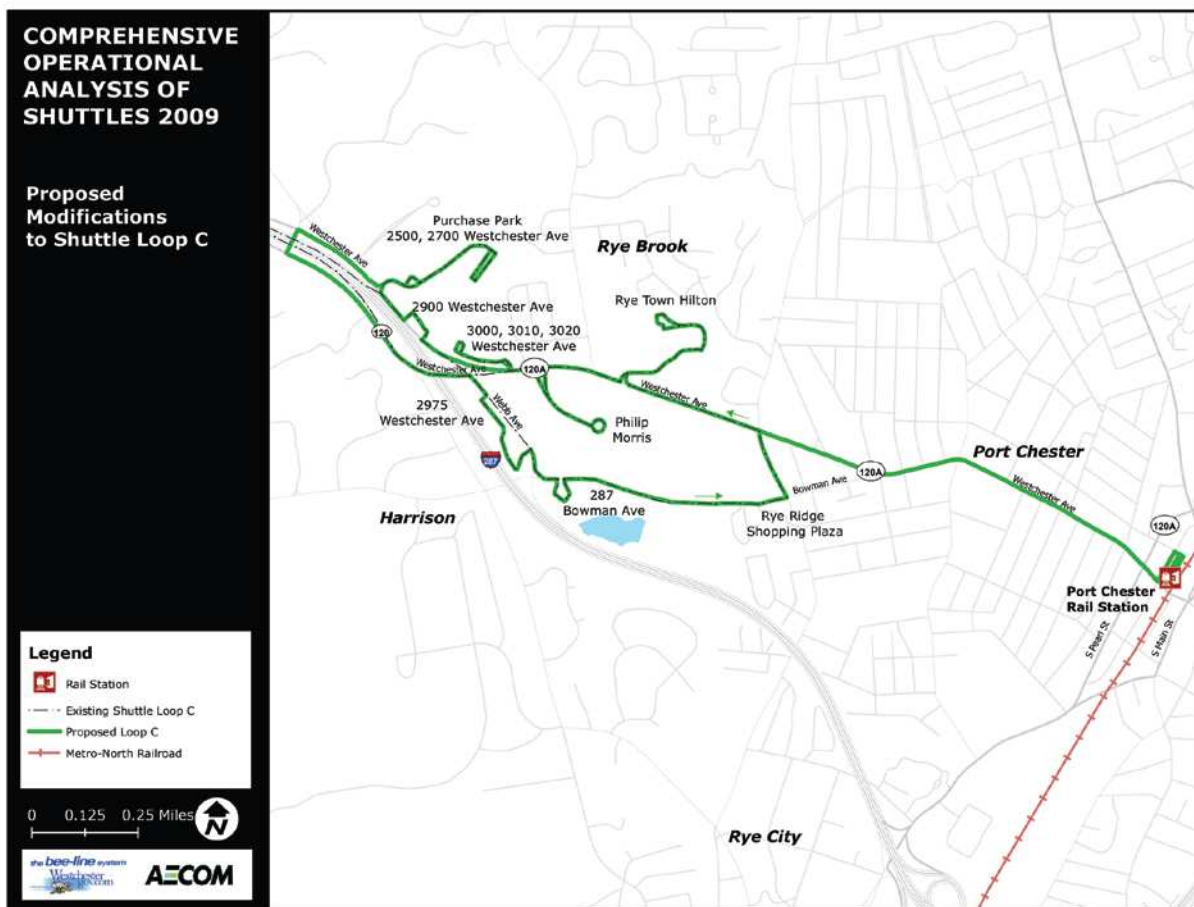 COMPREHENSIVE
OPERATIONAL
ANALYSIS OF
SHUTTLES 2009
Proposed
Modifications
to Shuttle Loop C
Legend
Rail Station
Existing Shuttle Loop C
Proposed Loop C
Metro-North Railroad
0 0.125 0.25 Miles
N
the bee-line system
Westchester
gov.com
AECOM
Westchester Ave
Purchase Park
2500, 2700 Westchester Ave
Rye Brook
2900 Westchester Ave
Rye Town Hilton
120
3000, 3010, 3020
Westchester Ave
Westchester Ave
120A
Westchester Ave
2975
Westchester Ave
Webb Ave
Philip
Morris
287
Port Chester
120A
Westchester Ave
Bowman Ave
Harrison
287
Bowman Ave
Rye Ridge
Shopping Plaza
120A
Port Chester
Rail Station
S Pearl St
S Main St
Rye City